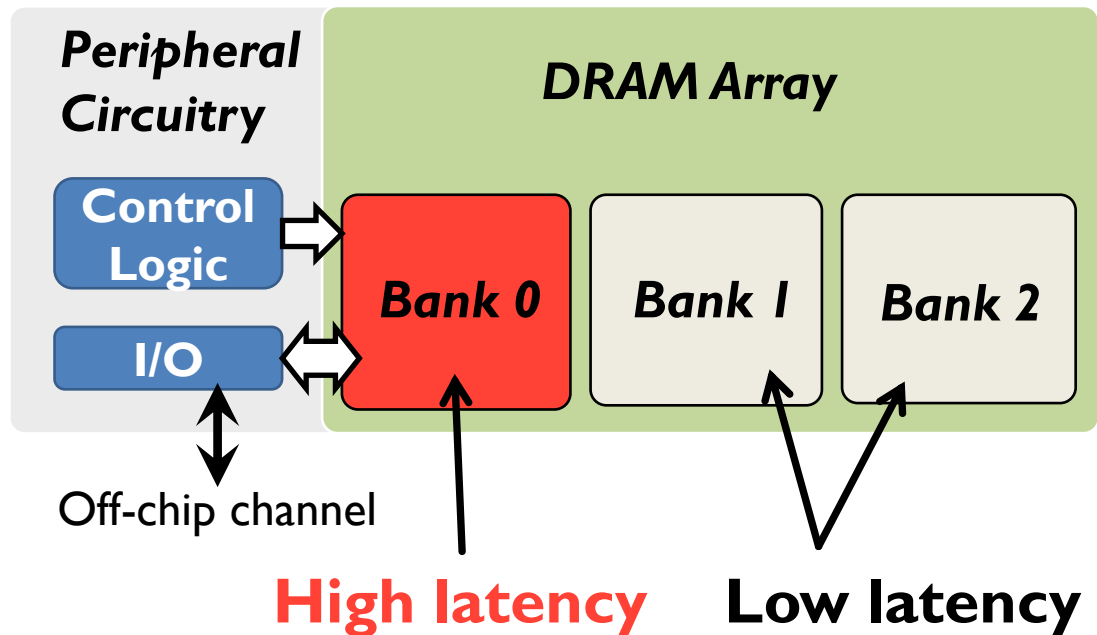 Peripheral
Circuitry
DRAM Array
Control
Logic
Bank 0
Bank 1
Bank 2
I/O
Off-chip channel
High latency
Low latency